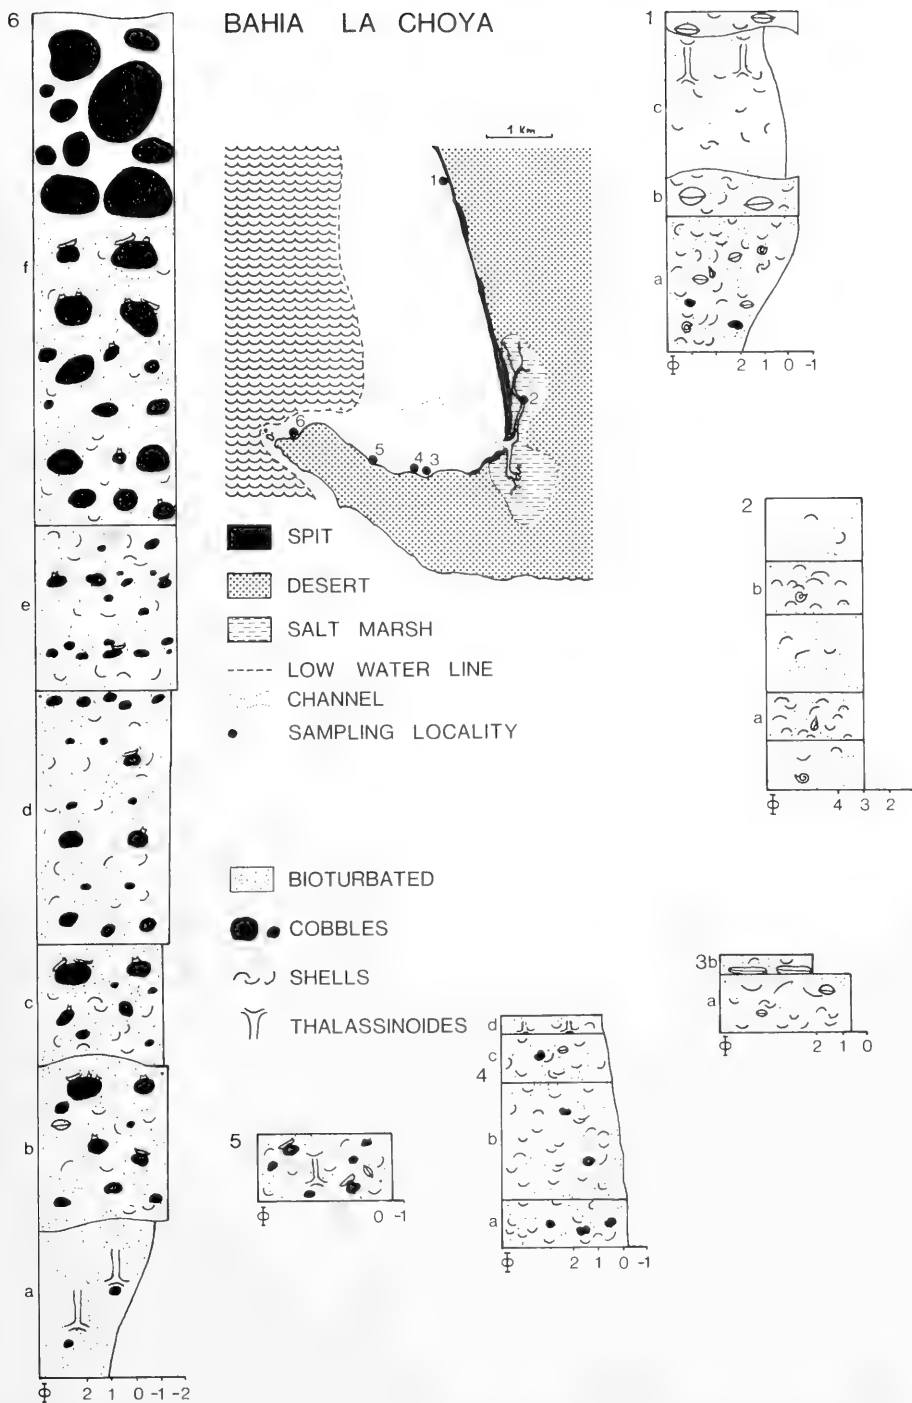 6
BAHIA LA CHOYA
1
1 Km
1
c
b
a
Φ 2 1 0 -1
2
6
5
4
3
SPIT
DESERT
SALT MARSH
LOW WATER LINE
CHANNEL
SAMPLING LOCALITY
f
e
d
c
b
a
Φ 2 1 0 -1 -2
2
b
a
Φ 4 3 2
BIOTURBATED
COBBLES
SHELLS
THALASSINOIDES
3b
a
Φ 2 1 0
d
c
4
b
a
Φ 2 1 0 -1
5
Φ 0 -1